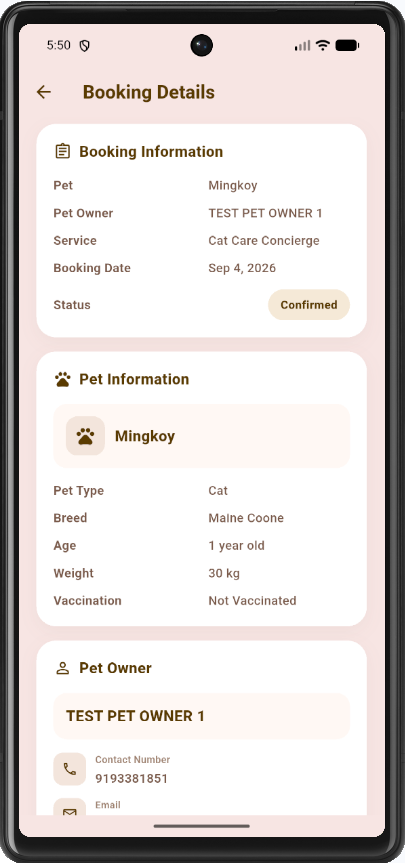 5:50
Booking Details
Booking Information
Pet Mingkoy
Pet Owner TEST PET OWNER 1
Service Cat Care Concierge
Booking Date Sep 4, 2026
Status Confirmed
Pet Information
Mingkoy
Pet Type Cat
Breed Maine Coone
Age 1 year old
Weight 30 kg
Vaccination Not Vaccinated
Pet Owner
TEST PET OWNER 1
Contact Number
9193381851
Email